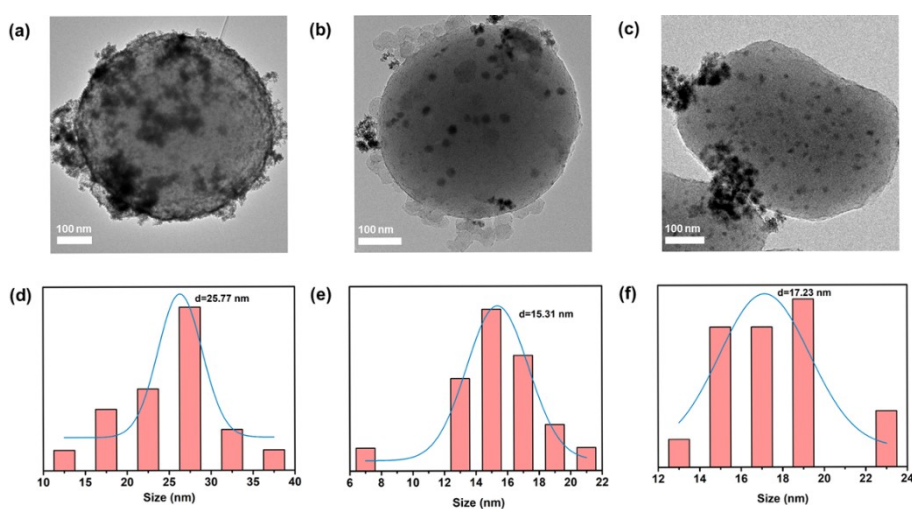 (a)
100 nm
(b)
100 nm
(c)
100 nm
(d)
d=25.77 nm
10 15 20 25 30 35 40
Size (nm)
(e)
d=15.31 nm
6 8 10 12 14 16 18 20 22
Size (nm)
(f)
d=17.23 nm
12 14 16 18 20 22 24
Size (nm)